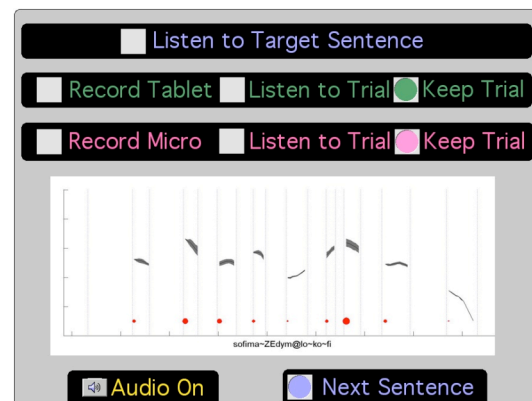 Listen to Target Sentence
Record Tablet Listen to Trial Keep Trial
Record Micro Listen to Trial Keep Trial
sofima~ZEdym@lo~ko~fi
Audio On Next Sentence